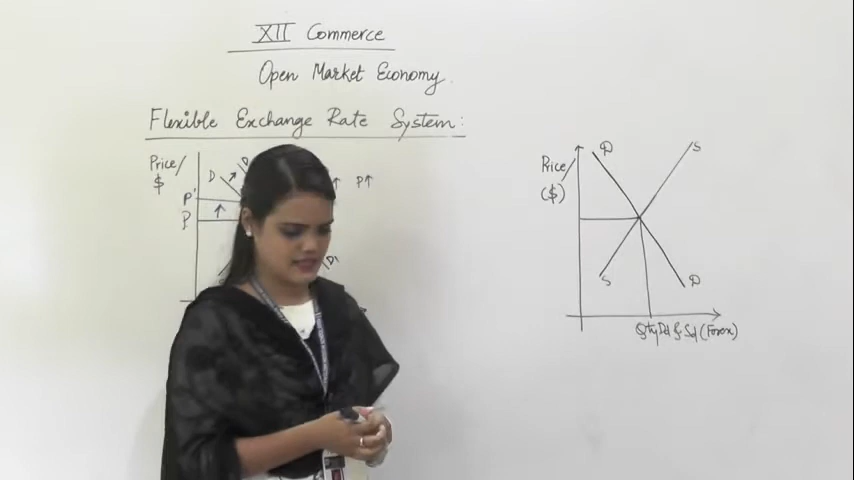 XII Commerce
Open Market Economy.
Flexible Exchange Rate System:
Price/
$
D
D
P'
P
↑ P↑
D'
Price/
($)
D
S
S
D
Qty Dd & Sd (Forex)